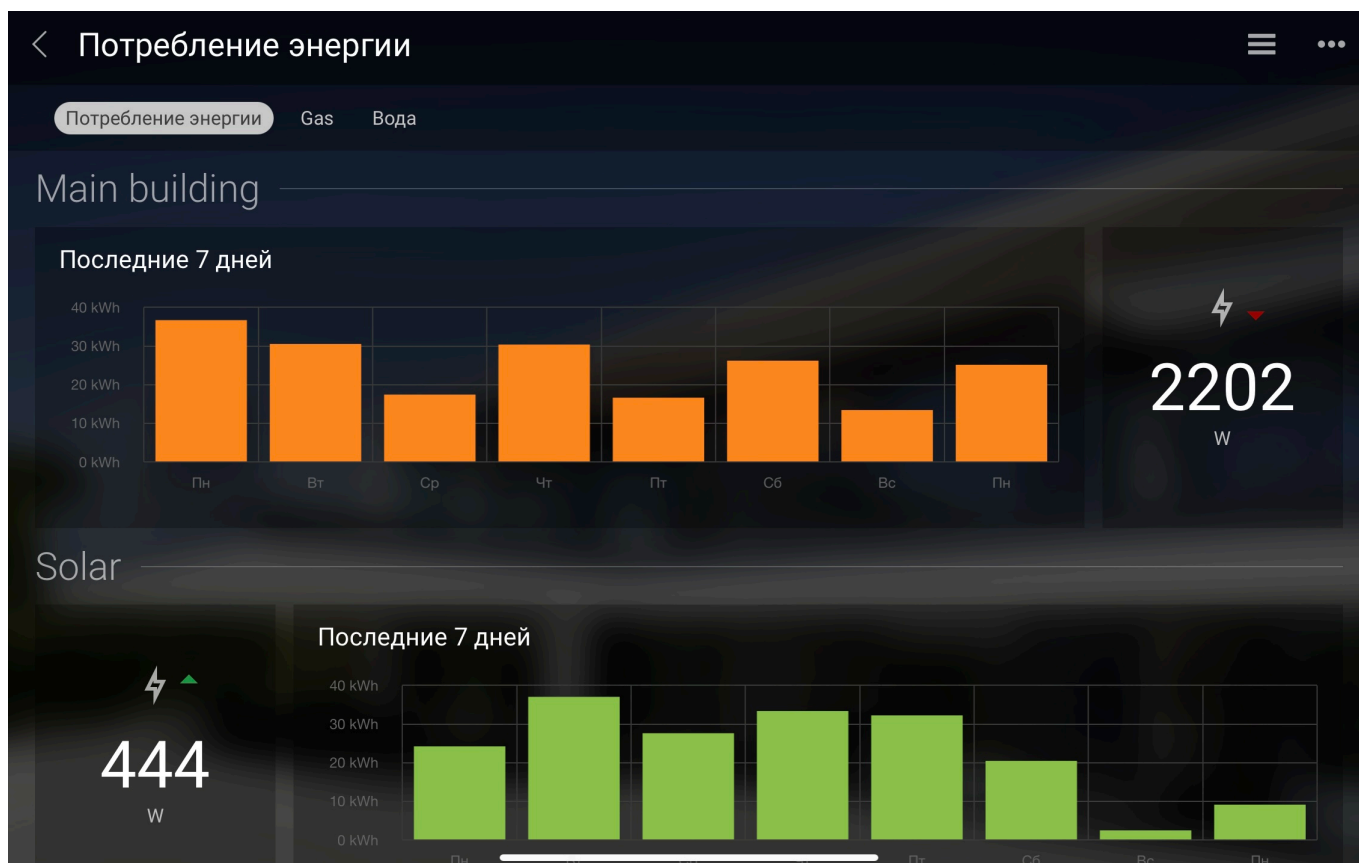 Потребление энергии
Потребление энергии Gas Вода
Main building
Последние 7 дней
40 kWh
30 kWh
20 kWh
10 kWh
0 kWh
Пн Вт Ср Чт Пт Сб Вс Пн
2202
W
Solar
444
W
Последние 7 дней
40 kWh
30 kWh
20 kWh
10 kWh
0 kWh
Пн Пт Сб Вс Пн